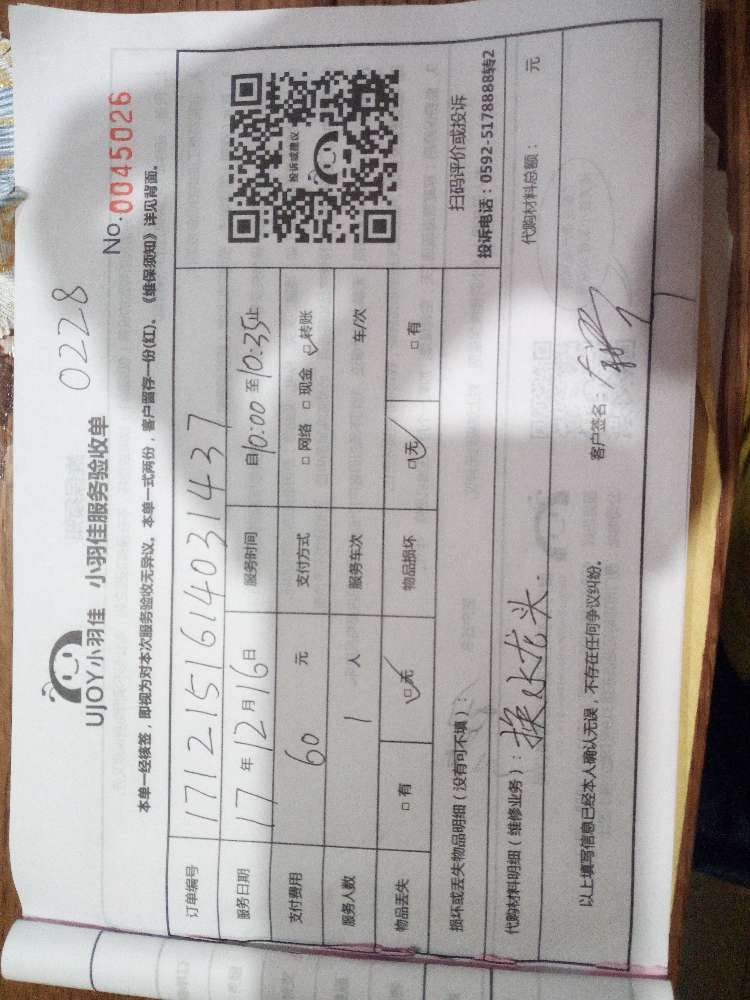 0228
UJOY小羽佳 小羽佳服务验收单
No.0045026
本单一经核签，即视为对本次服务验收无异议。本单一式两份，客户留存一份(红)。《维保须知》详见背面。
订单编号 171215161403 1437
服务日期 17年12月16日 服务时间 自10:00至10:35止
支付费用 60 元 支付方式 □网络 □现金 ☑转账
服务人数 1 人 服务车次 车/次
物品丢失 □有 ☑无 物品损坏 ☑无 □有
投诉或建议
扫码评价或投诉
投诉电话：0592-5178888转2
损坏或丢失物品明细（没有可不填）：
代购材料明细（维修业务）：换水龙头. 代购材料总额： 元
以上填写信息已经本人确认无误，不存在任何争议纠纷。 客户签名：